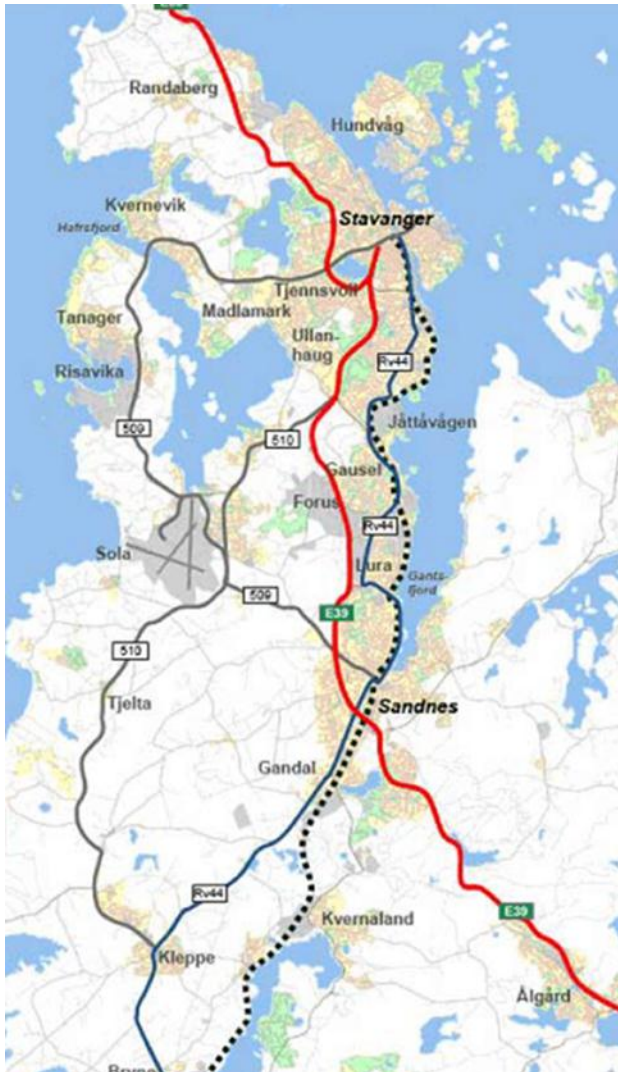 Randaberg
Hundvåg
Kvernevik
Hafrsfjord
Stavanger
Tjennsvoll
Tanager
Madlamark
Ullan-
haug
Risavika
Rv44
Jåttåvågen
509
510
Gausel
Forus
Rv44
Sola
Lura
Gants-
fjord
509
E39
510
Tjelta
Sandnes
Gandal
Rv44
Kvernaland
E39
Kleppe
Ålgård